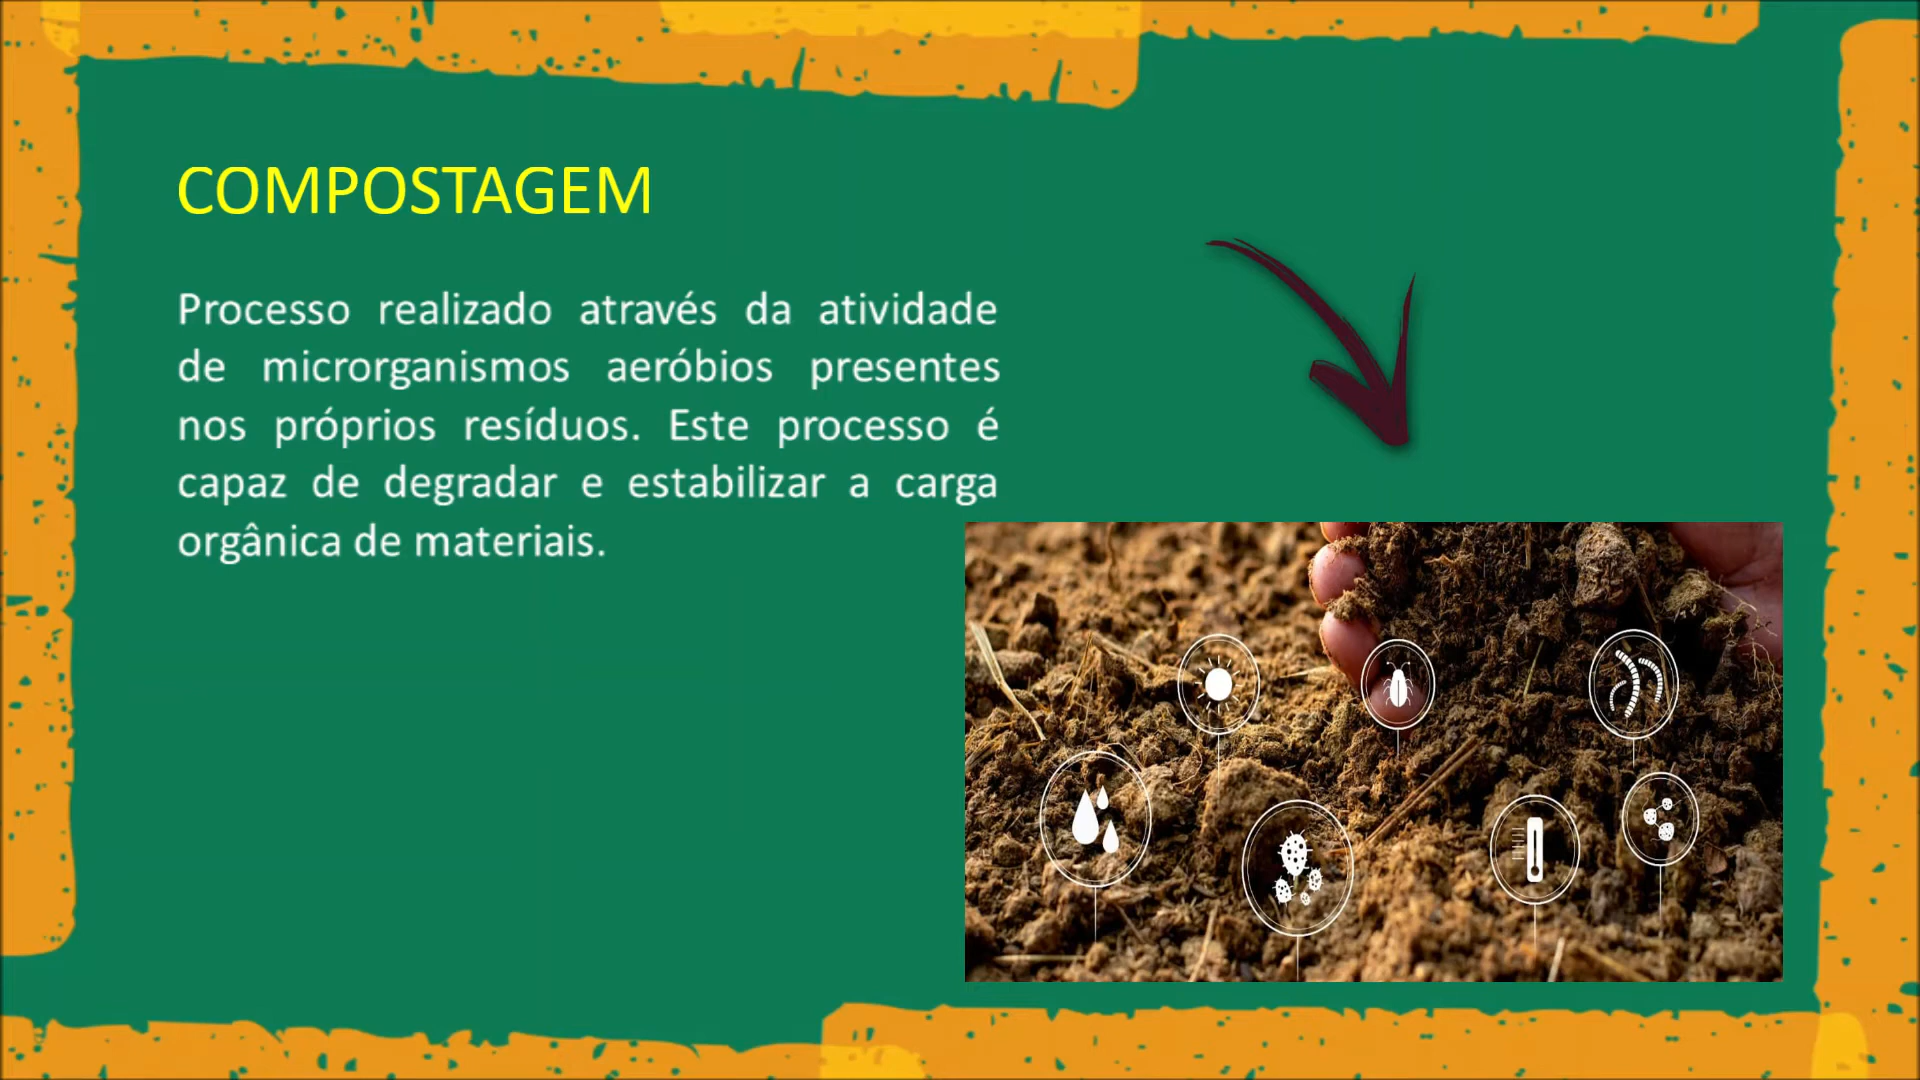 COMPOSTAGEM
Processo realizado através da atividade
de microrganismos aeróbios presentes
nos próprios resíduos. Este processo é
capaz de degradar e estabilizar a carga
orgânica de materiais.